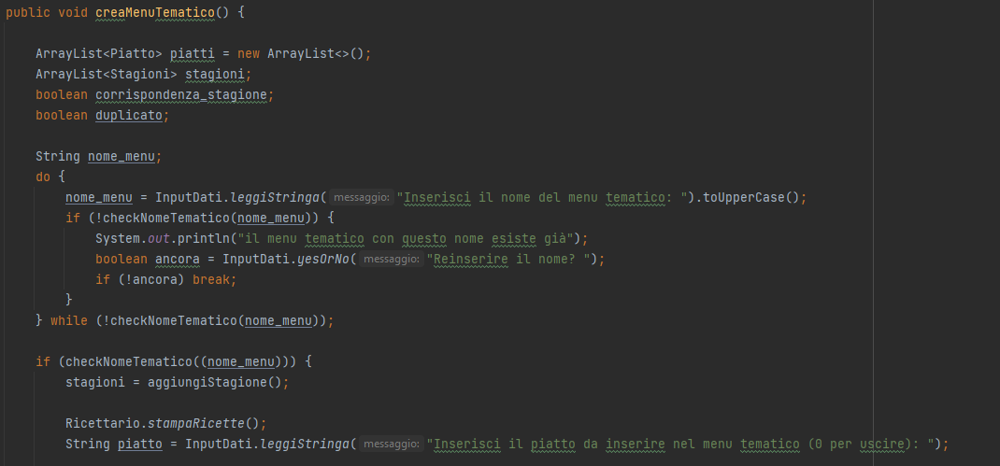 public void creaMenuTematico() {
ArrayList<Piatto> piatti = new ArrayList<>();
ArrayList<Stagioni> stagioni;
boolean corrispondenza_stagione;
boolean duplicato;
String nome_menu;
do {
nome_menu = InputDati.leggiStringa( messaggio: "Inserisci il nome del menu tematico: ").toUpperCase();
if (!checkNomeTematico(nome_menu)) {
System.out.println("il menu tematico con questo nome esiste già");
boolean ancora = InputDati.yesOrNo( messaggio: "Reinserire il nome? ");
if (!ancora) break;
}
} while (!checkNomeTematico(nome_menu));
if (checkNomeTematico((nome_menu))) {
stagioni = aggiungiStagione();
Ricettario.stampaRicette();
String piatto = InputDati.leggiStringa( messaggio: "Inserisci il piatto da inserire nel menu tematico (0 per uscire): ");